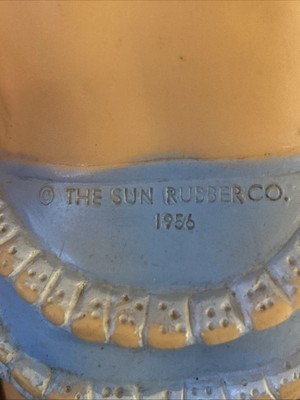 © THE SUN RUBBER CO.
1956